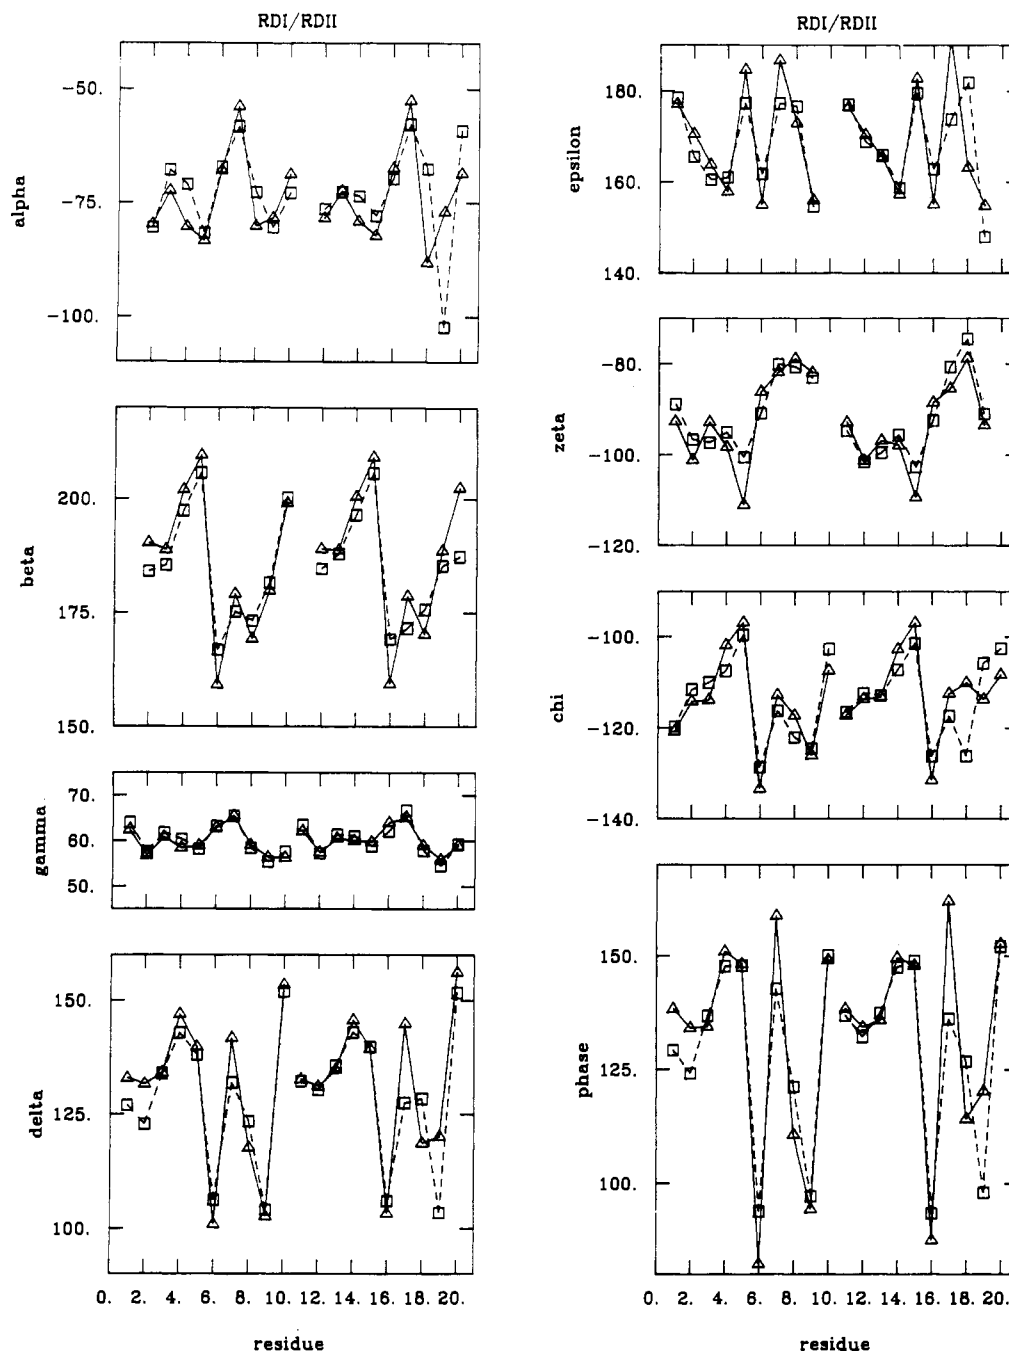 RDI/RDII
-50.
-75.
-100.
alpha
200.
175.
150.
beta
70.
60.
50.
gamma
150.
125.
100.
delta
0. 2. 4. 6. 8. 10. 12. 14. 16. 18. 20.
residue
RDI/RDII
180.
160.
140.
epsilon
-80.
-100.
-120.
zeta
-100.
-120.
-140.
chi
150.
125.
100.
phase
0. 2. 4. 6. 8. 10. 12. 14. 16. 18. 20.
residue